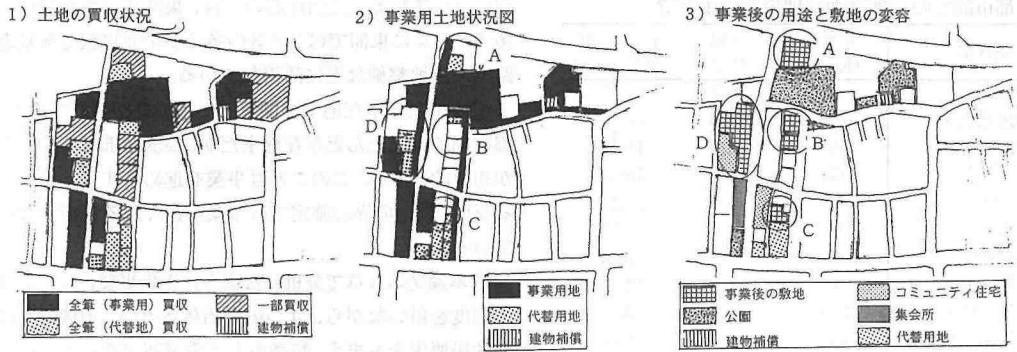 1）土地の買収状況
全筆（事業用）買収
一部買収
全筆（代替地）買収
建物補償
2）事業用土地状況図
A
D
B
C
事業用地
代替用地
建物補償
3）事業後の用途と敷地の変容
A
D
B
C
事業後の敷地
コミュニティ住宅
公園
集会所
建物補償
代替用地